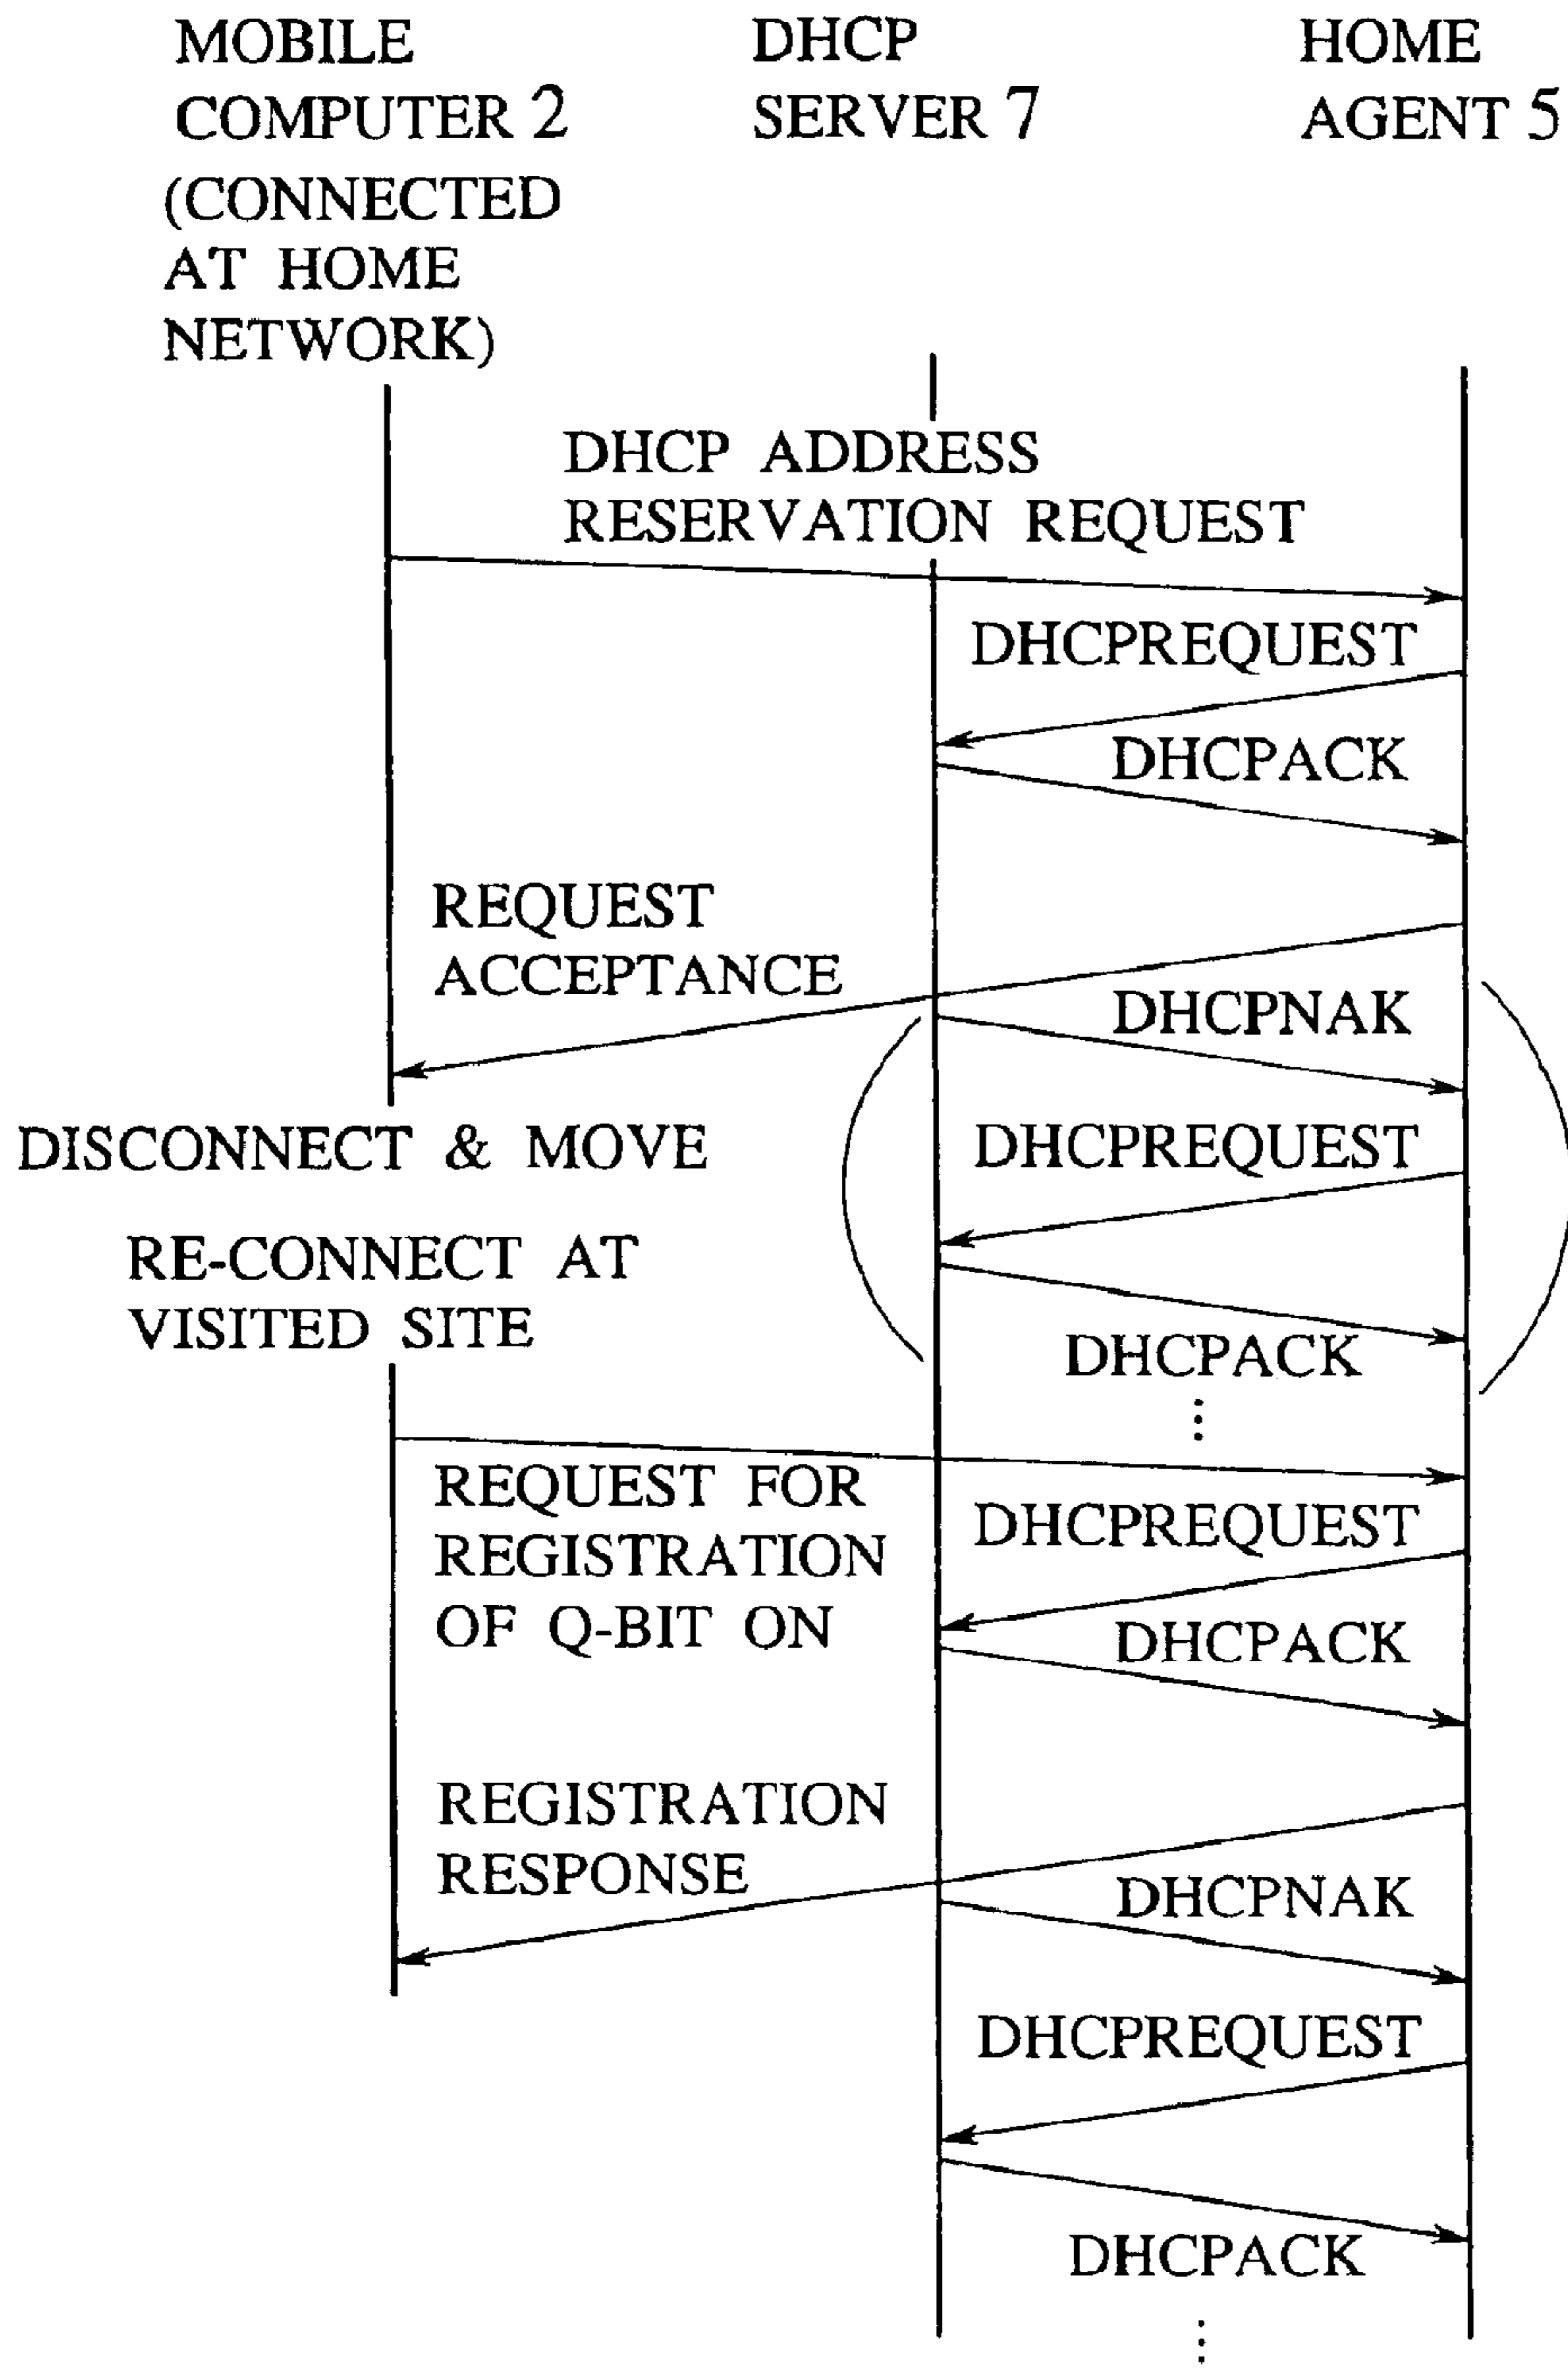 MOBILE
COMPUTER 2
(CONNECTED
AT HOME
NETWORK)
DHCP
SERVER 7
HOME
AGENT 5
DHCP ADDRESS
RESERVATION REQUEST
DHCPREQUEST
DHCPACK
REQUEST
ACCEPTANCE
DHCPNAK
DISCONNECT & MOVE
DHCPREQUEST
RE-CONNECT AT
VISITED SITE
DHCPACK
⋮
REQUEST FOR
REGISTRATION
OF Q-BIT ON
DHCPREQUEST
DHCPACK
REGISTRATION
RESPONSE
DHCPNAK
DHCPREQUEST
DHCPACK
⋮